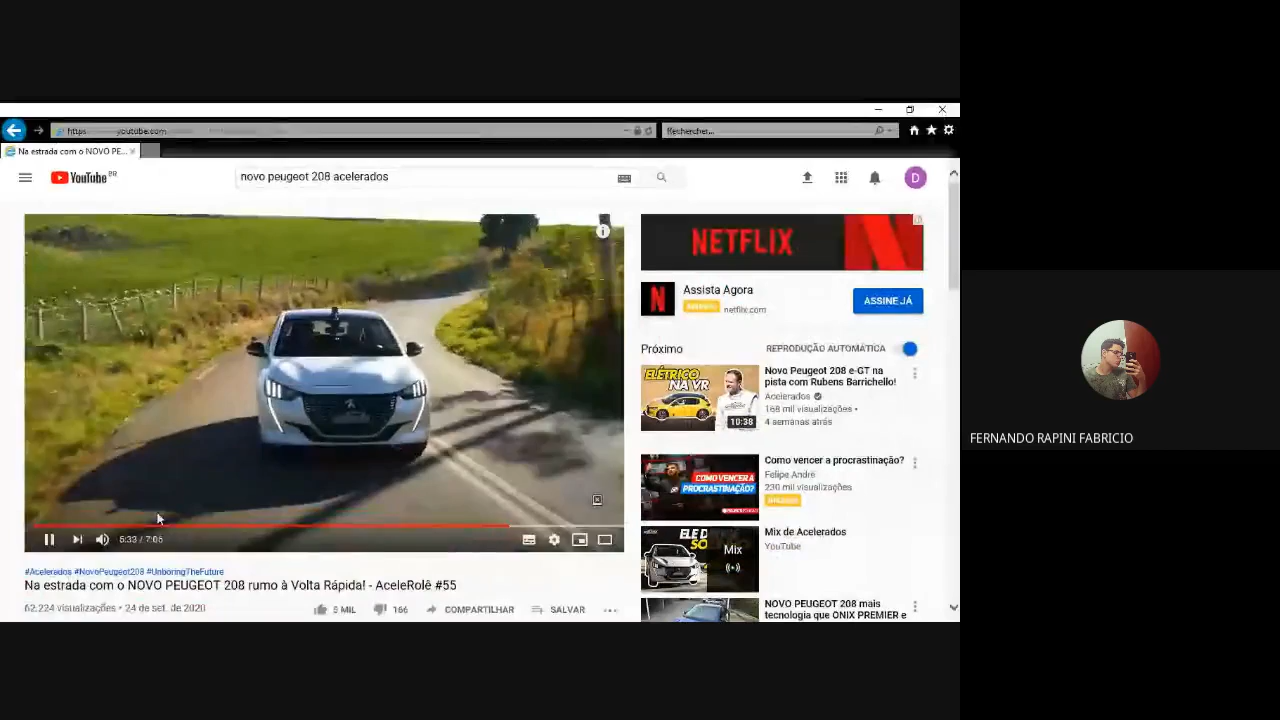 https
youtube.com
Rechercher...
Na estrada com o NOVO PE...
YouTube BR
novo peugeot 208 acelerados
D
NETFLIX
N
Assista Agora
netflix.com
ASSINE JÁ
Próximo
REPRODUÇÃO AUTOMÁTICA
ELÉTRICO
NA VR
10:38
Novo Peugeot 208 e-GT na
pista com Rubens Barrichello!
Acelerados
168 mil visualizações •
4 semanas atrás
COMO VENCER A
PROCRASTINAÇÃO?
Como vencer a procrastinação?
Felipe André
230 mil visualizações
Mix
Mix de Acelerados
YouTube
NOVO PEUGEOT 208 mais
tecnologia que ONIX PREMIER e
5:33 / 7:06
#Acelerados #NovoPeugeot208 #UnboringTheFuture
Na estrada com o NOVO PEUGEOT 208 rumo à Volta Rápida! - AceleRolê #55
62.224 visualizações • 24 de set. de 2020
MIL
166
COMPARTILHAR
SALVAR
FERNANDO RAPINI FABRICIO